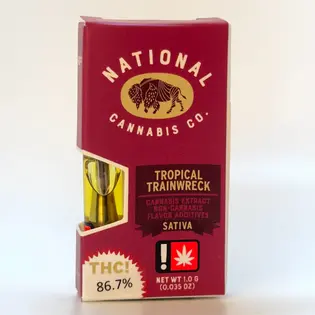 NATIONAL
CANNABIS CO.
TROPICAL
TRAINWRECK
CANNABIS EXTRACT
NON-CANNABIS
FLAVOR ADDITIVES
SATIVA
!
THC!
86.7%
NET WT 1.0 G
(0.035 OZ)